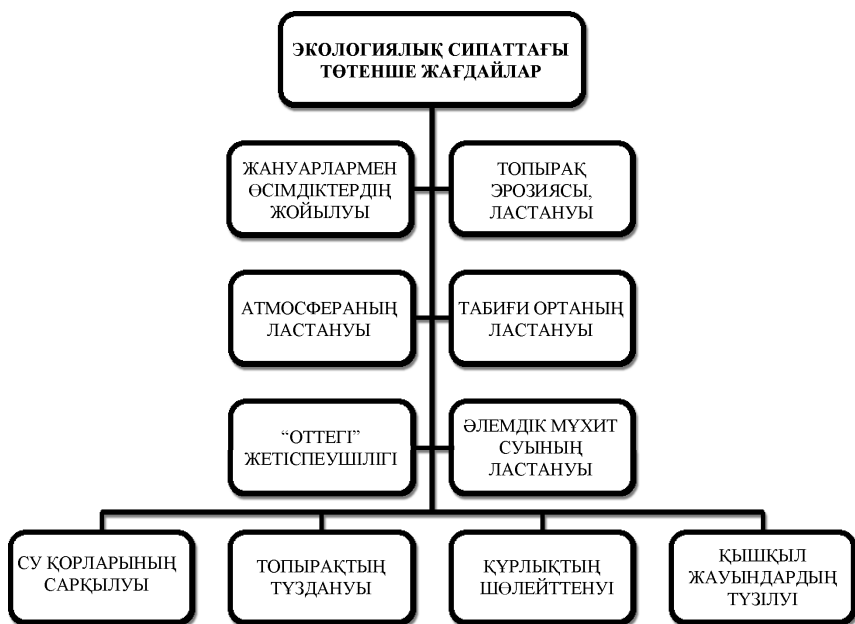 ЭКОЛОГИЯЛЫҚ СИПАТТАҒЫ
ТӨТЕНШЕ ЖАҒДАЙЛАР
ЖАНУАРЛАРМЕН
ӨСІМДІКТЕРДІҢ
ЖОЙЫЛУЫ
ТОПЫРАҚ
ЭРОЗИЯСЫ,
ЛАСТАНУЫ
АТМОСФЕРАНЫҢ
ЛАСТАНУЫ
ТАБИҒИ ОРТАНЫҢ
ЛАСТАНУЫ
“ОТТЕГІ”
ЖЕТІСПЕУШІЛІГІ
ӘЛЕМДІК МҰХИТ
СУЫНЫҢ
ЛАСТАНУЫ
СУ ҚОРЛАРЫНЫҢ
САРҚЫЛУЫ
ТОПЫРАҚТЫҢ
ТҰЗДАНУЫ
ҚҰРЛЫҚТЫҢ
ШӨЛЕЙТТЕНУІ
ҚЫШҚЫЛ
ЖАУЫНДАРДЫҢ
ТҮЗІЛУІ